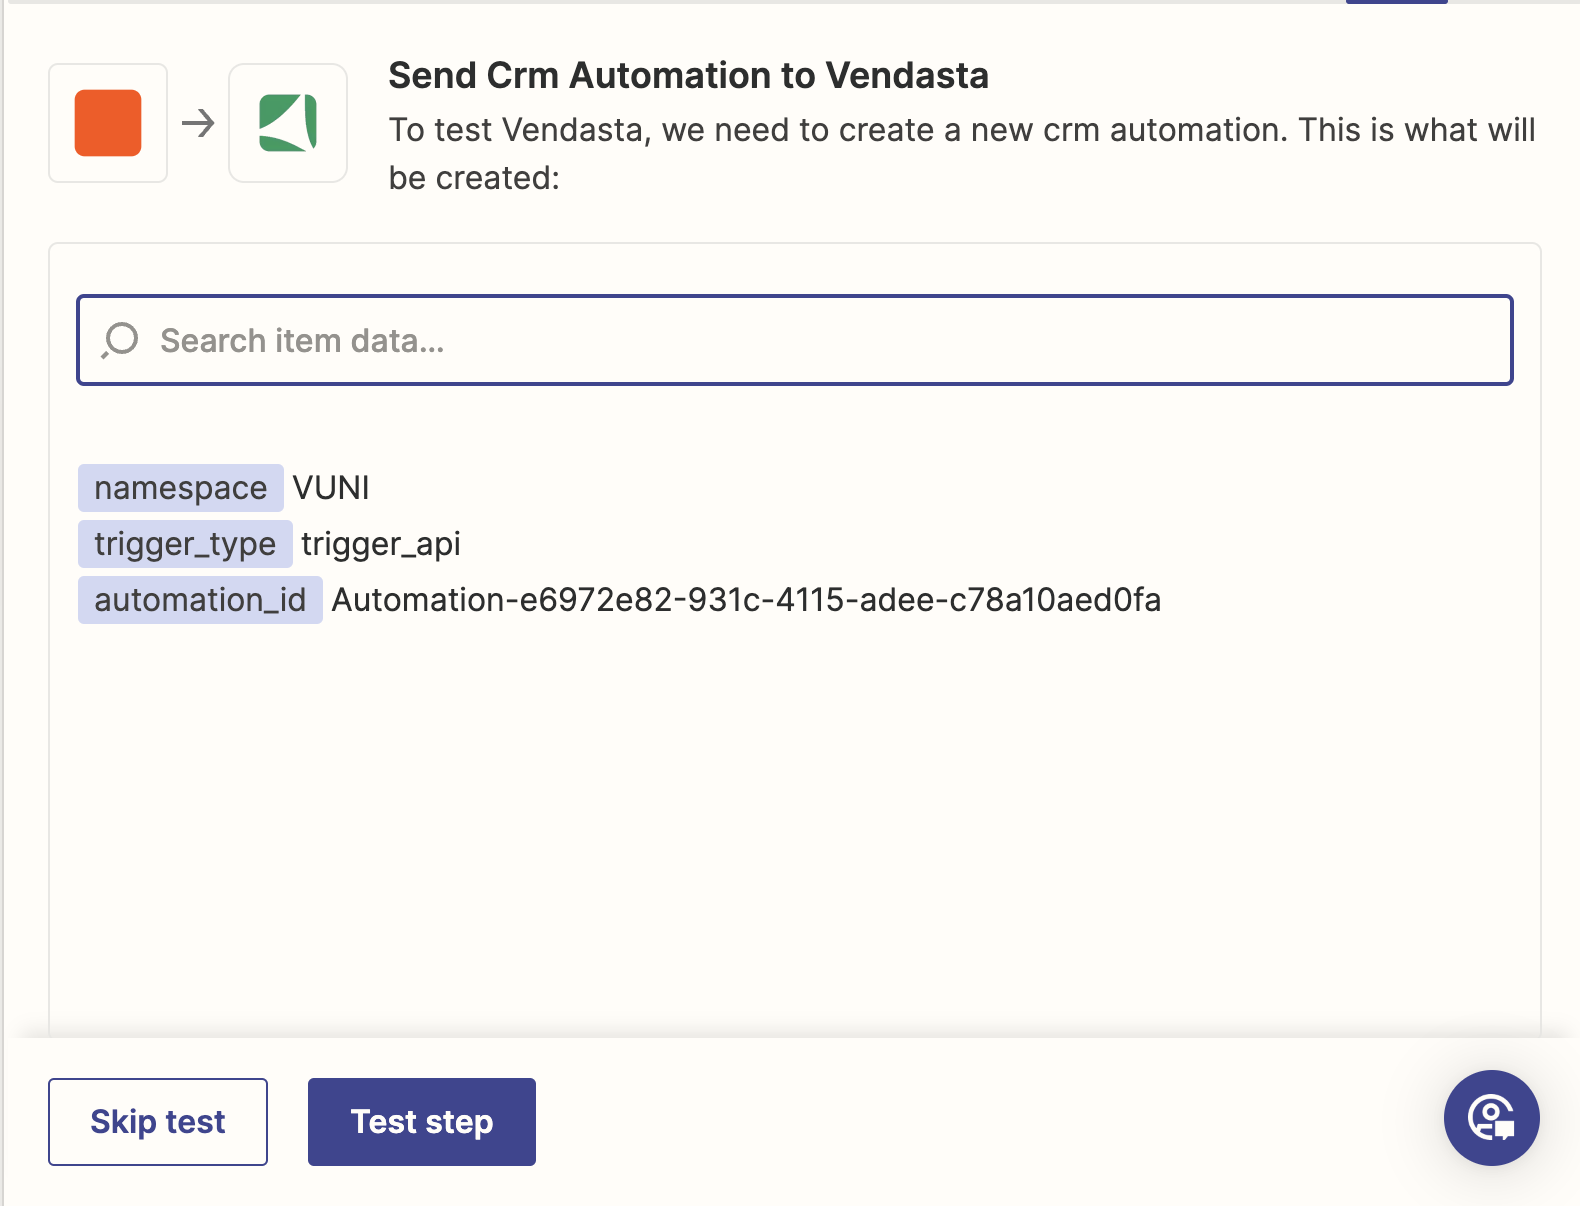 Send Crm Automation to Vendasta
To test Vendasta, we need to create a new crm automation. This is what will
be created:
Search item data...
namespace VUNI
trigger_type trigger_api
automation_id Automation-e6972e82-931c-4115-adee-c78a10aed0fa
Skip test
Test step